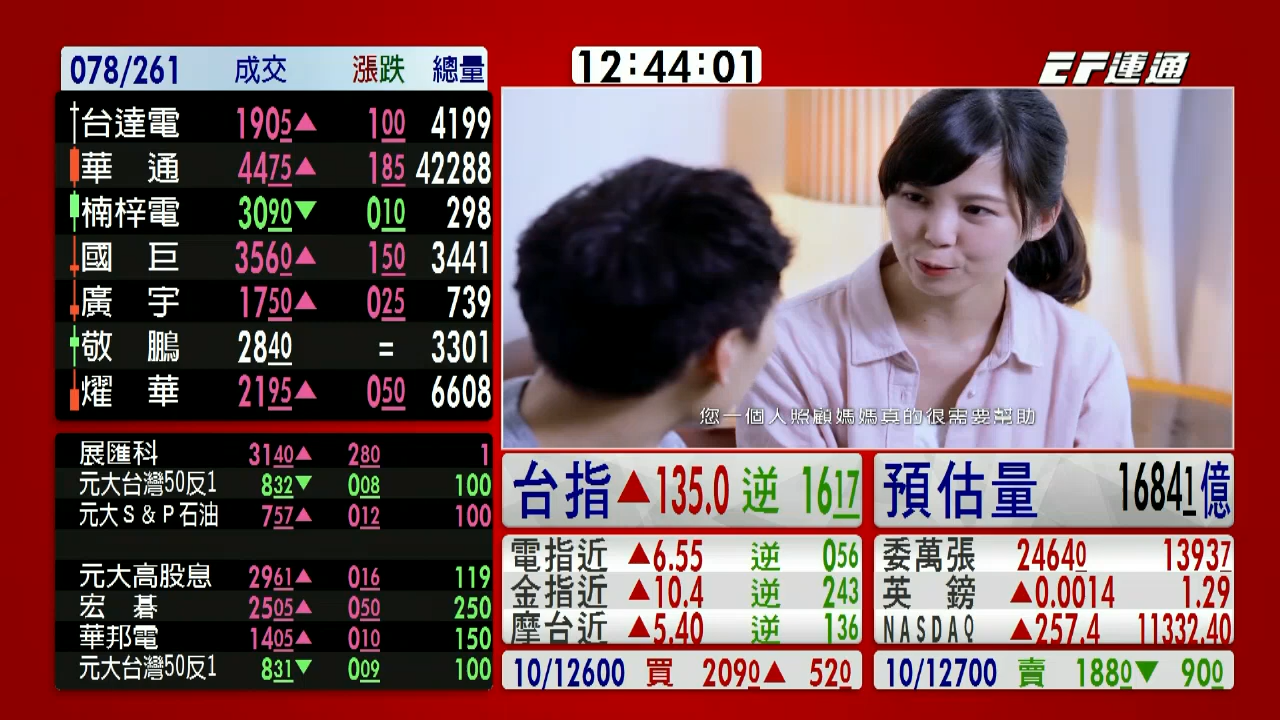 078/261 成交 漲跌 總量
12:44:01
EF運通
台達電 1905▲ 100 4199
華通 4475▲ 185 42288
楠梓電 3090▼ 010 298
國巨 3560▲ 150 3441
廣宇 1750▲ 025 739
敬鵬 2840 = 3301
燿華 2195▲ 050 6608
您一個人照顧媽媽真的很需要幫助
展匯科 3140▲ 280 1
元大台灣50反1 832▼ 008 100
元大S&P石油 757▲ 012 100
元大高股息 2961▲ 016 119
宏碁 2505▲ 050 250
華邦電 1405▲ 010 150
元大台灣50反1 831▼ 009 100
台指▲135.0 逆 1617
預估量 16841億
電指近 ▲6.55 逆 056
金指近 ▲10.4 逆 243
摩台近 ▲5.40 逆 136
委萬張 24640 13937
英鎊 ▲0.0014 1.29
NASDAQ ▲257.4 11332.40
10/12600 買 2090▲ 520
10/12700 賣 1880▼ 900